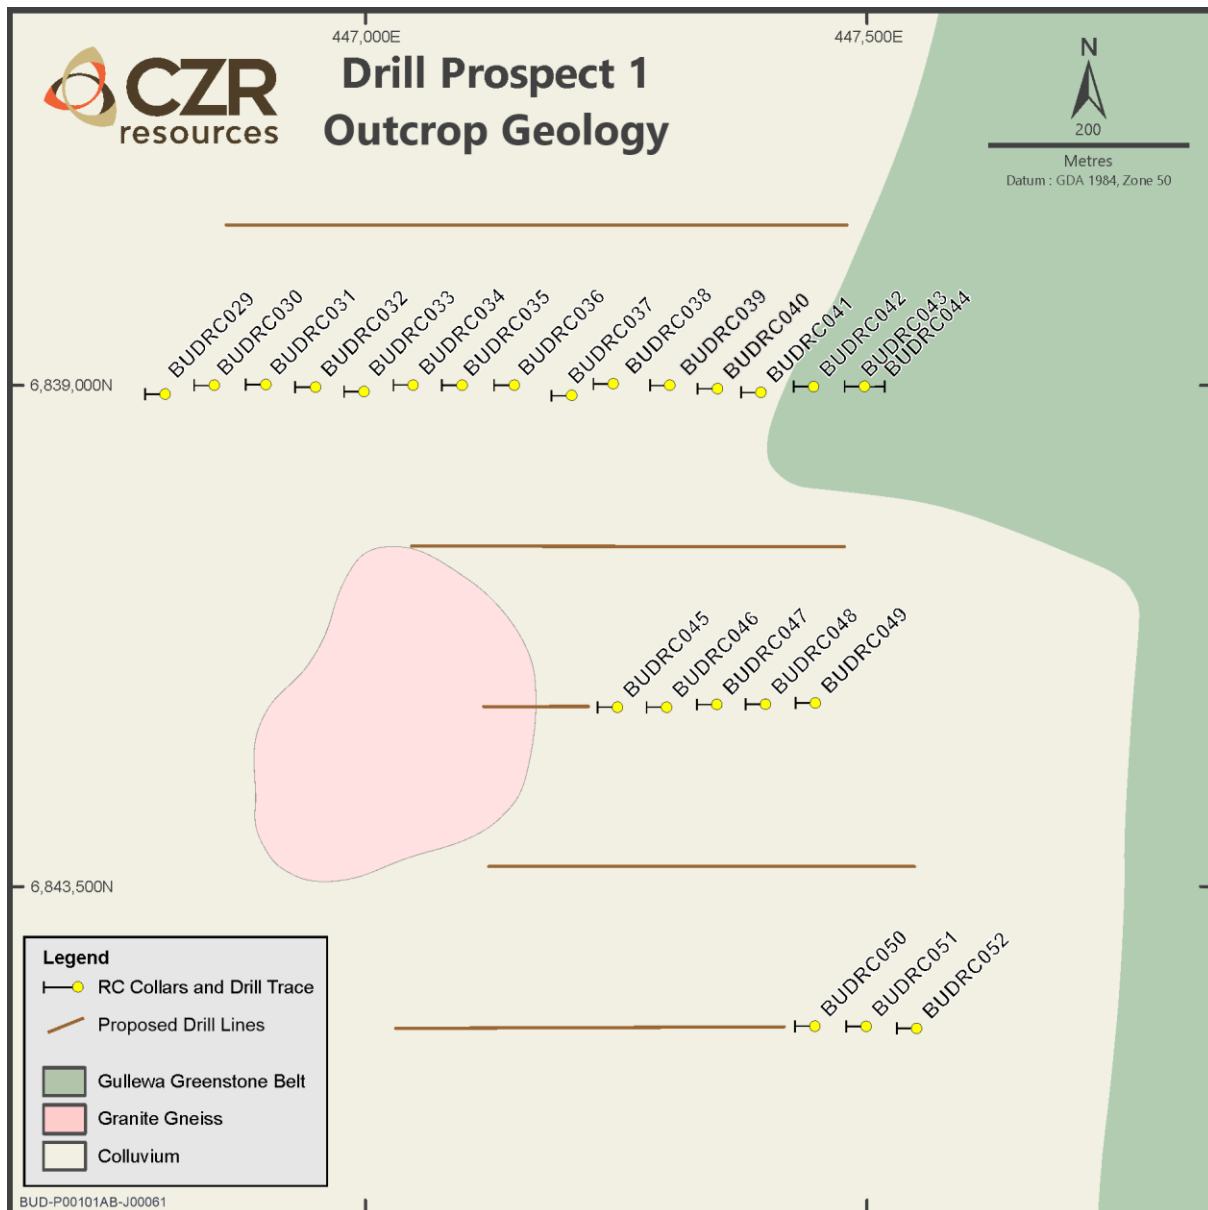 447,000E
447,500E
CZR
resources
Drill Prospect 1
Outcrop Geology
N
200
Metres
Datum : GDA 1984, Zone 50
BUDRC029
BUDRC030
BUDRC031
BUDRC032
BUDRC033
BUDRC034
BUDRC035
BUDRC036
BUDRC037
BUDRC038
BUDRC039
BUDRC040
BUDRC041
BUDRC042
BUDRC043
BUDRC044
6,839,000N
BUDRC045
BUDRC046
BUDRC047
BUDRC048
BUDRC049
6,843,500N
BUDRC050
BUDRC051
BUDRC052
Legend
RC Collars and Drill Trace
Proposed Drill Lines
Gullewa Greenstone Belt
Granite Gneiss
Colluvium
BUD-P00101AB-J00061